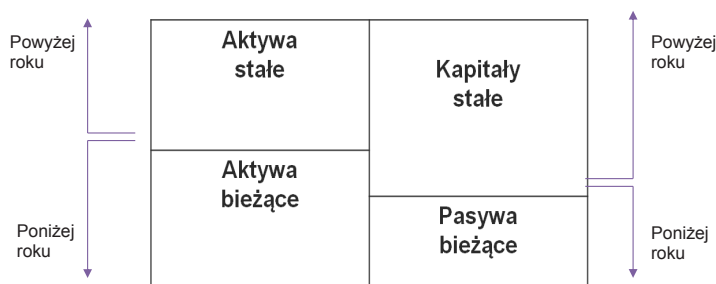 Powyżej
roku
Aktywa
stałe
Kapitały
stałe
Powyżej
roku
Poniżej
roku
Aktywa
bieżące
Pasywa
bieżące
Poniżej
roku